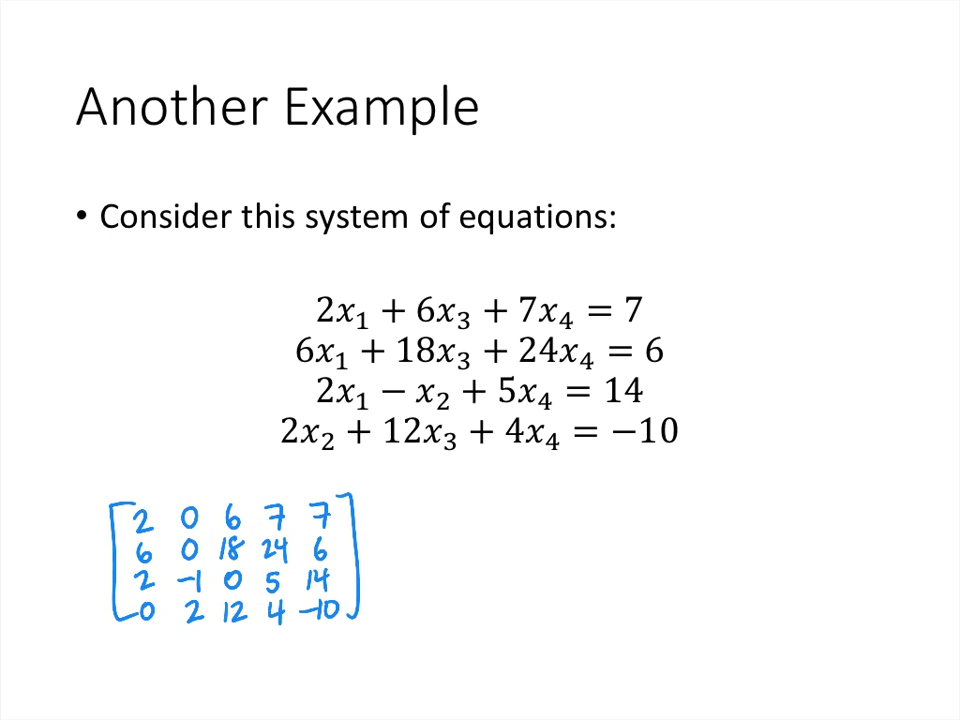 Another Example
• Consider this system of equations:
2x₁ + 6x₃ + 7x₄ = 7
6x₁ + 18x₃ + 24x₄ = 6
2x₁ − x₂ + 5x₄ = 14
2x₂ + 12x₃ + 4x₄ = −10
2 0 6 7 7
6 0 18 24 6
2 -1 0 5 14
0 2 12 4 -10